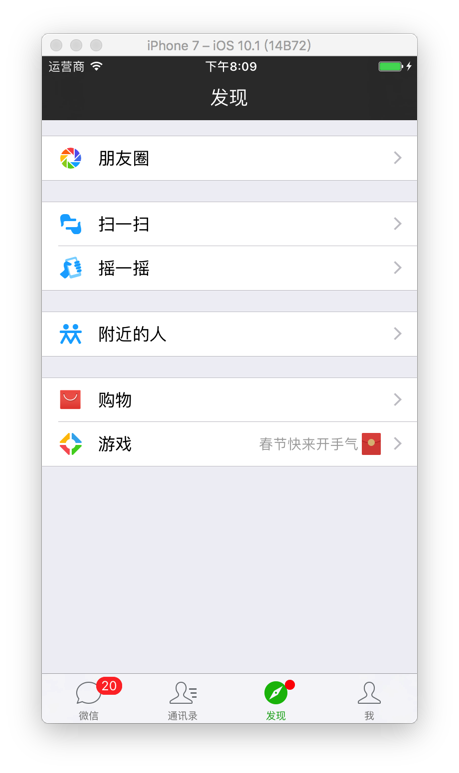 iPhone 7 – iOS 10.1 (14B72)
运营商 下午8:09
发现
朋友圈
扫一扫
摇一摇
附近的人
购物
游戏 春节快来开手气
20
微信 通讯录 发现 我